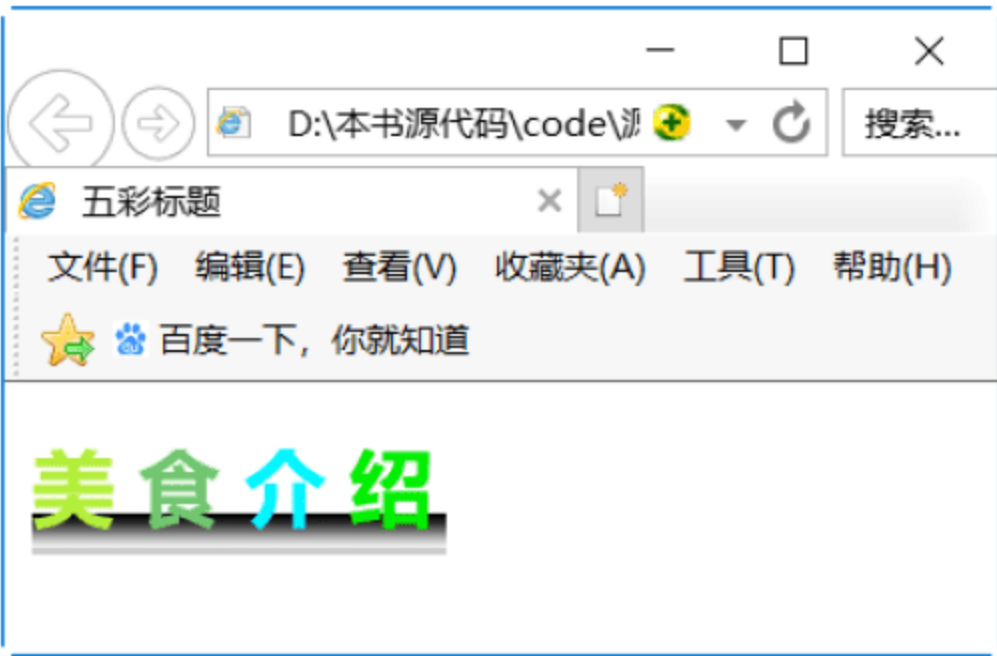 D:\本书源代码\code\
搜索...
五彩标题
文件(F) 编辑(E) 查看(V) 收藏夹(A) 工具(T) 帮助(H)
百度一下，你就知道
美食介绍